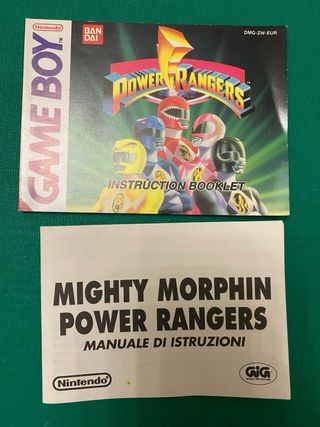 Nintendo
GAME BOY
TM
BAN
DAI
DMG-ZW-EUR
POWER RANGERS
INSTRUCTION BOOKLET
MIGHTY MORPHIN
POWER RANGERS
MANUALE DI ISTRUZIONI
Nintendo
GIG